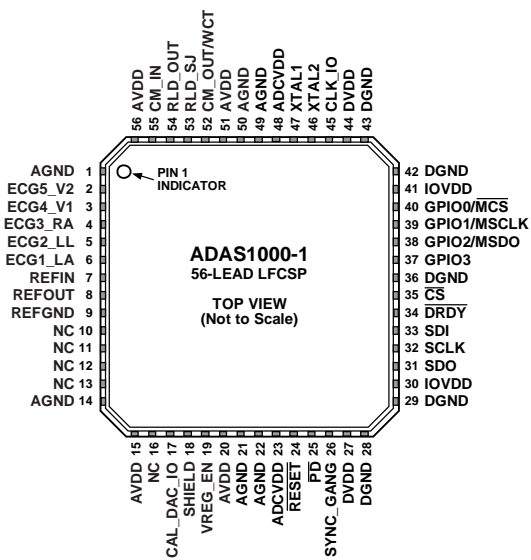 56 AVDD
55 CM_IN
54 RLD_OUT
53 RLD_SJ
52 CM_OUT/WCT
51 AVDD
50 AGND
49 AGND
48 ADCVDD
47 XTAL1
46 XTAL2
45 CLK_IO
44 DVDD
43 DGND
AGND 1
ECG5_V2 2
ECG4_V1 3
ECG3_RA 4
ECG2_LL 5
ECG1_LA 6
REFIN 7
REFOUT 8
REFGND 9
NC 10
NC 11
NC 12
NC 13
AGND 14
PIN 1
INDICATOR
ADAS1000-1
56-LEAD LFCSP
TOP VIEW
(Not to Scale)
42 DGND
41 IOVDD
40 GPIO0/M̅C̅S̅
39 GPIO1/MSCLK
38 GPIO2/MSDO
37 GPIO3
36 DGND
35 C̅S̅
34 D̅R̅D̅Y̅
33 SDI
32 SCLK
31 SDO
30 IOVDD
29 DGND
AVDD 15
NC 16
CAL_DAC_IO 17
SHIELD 18
VREG_EN 19
AVDD 20
AGND 21
AGND 22
ADCVDD 23
R̅E̅S̅E̅T̅ 24
P̅D̅ 25
SYNC_GANG 26
DVDD 27
DGND 28